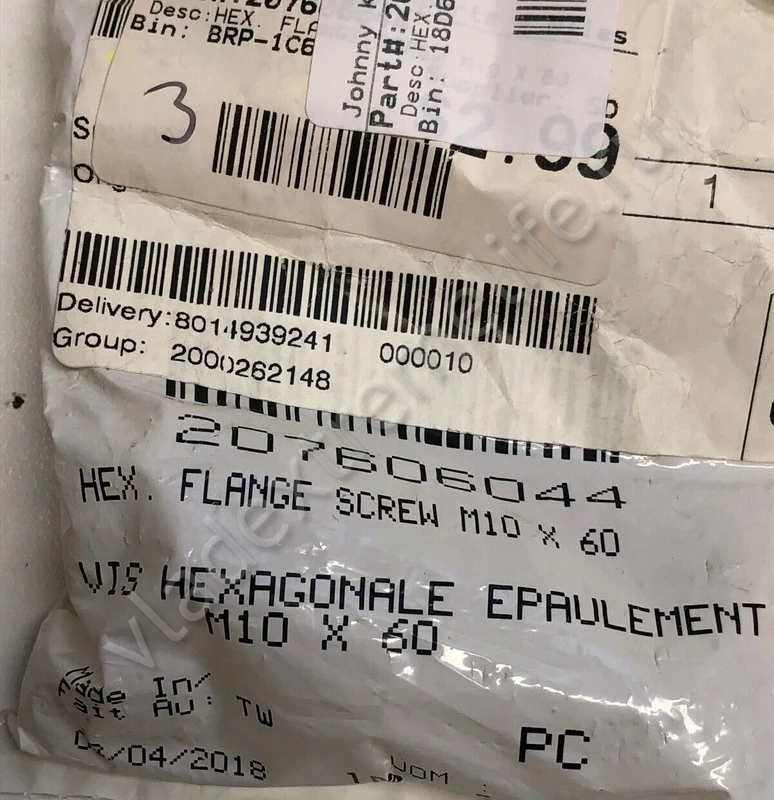 Desc:HEX. FLA
Bin: BRP-1C6
Johnny
Part#:20
Desc:HEX.
Bin: 18D6
3
2.99
1
Delivery:8014939241 000010
Group: 2000262148
207606044
HEX. FLANGE SCREW M10 X 60
VIS HEXAGONALE EPAULEMENT
M10 X 60
In/
Au: TW
/04/2018
PC
UOM :